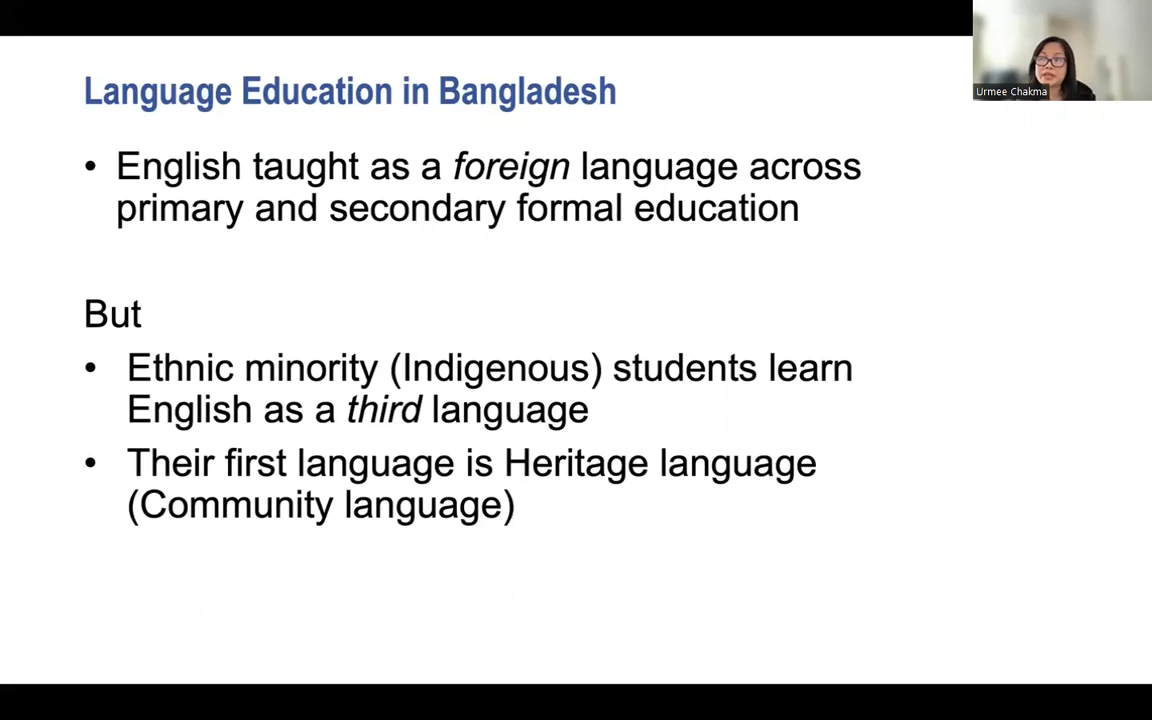 Language Education in Bangladesh
• English taught as a foreign language across
primary and secondary formal education
But
• Ethnic minority (Indigenous) students learn
English as a third language
• Their first language is Heritage language
(Community language)
Urmee Chakma